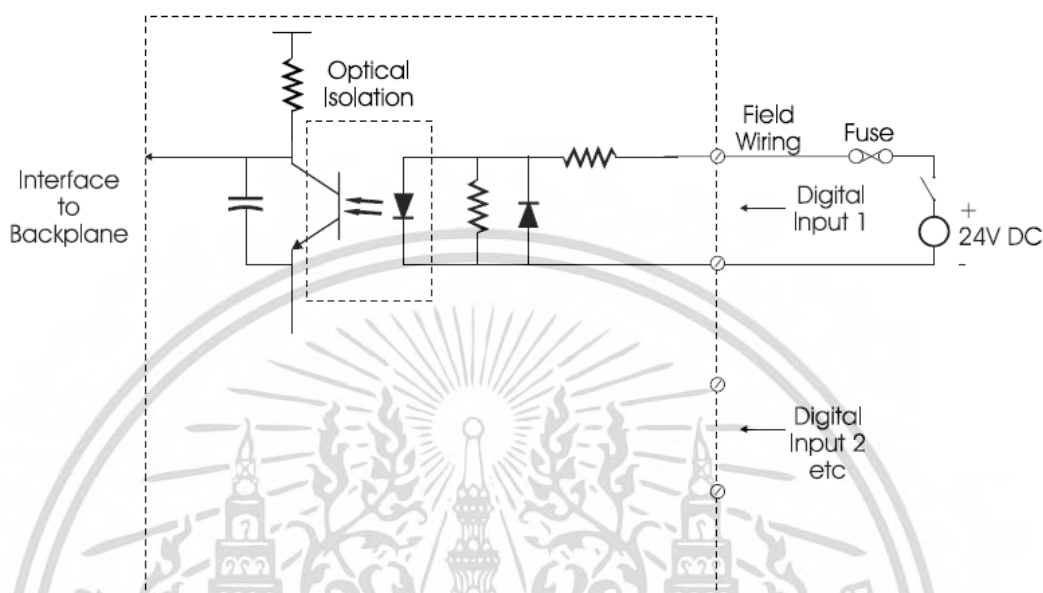 Optical
Isolation
Field
Wiring
Fuse
Interface
to
Backplane
Digital
Input 1
+
24V DC
-
Digital
Input 2
etc